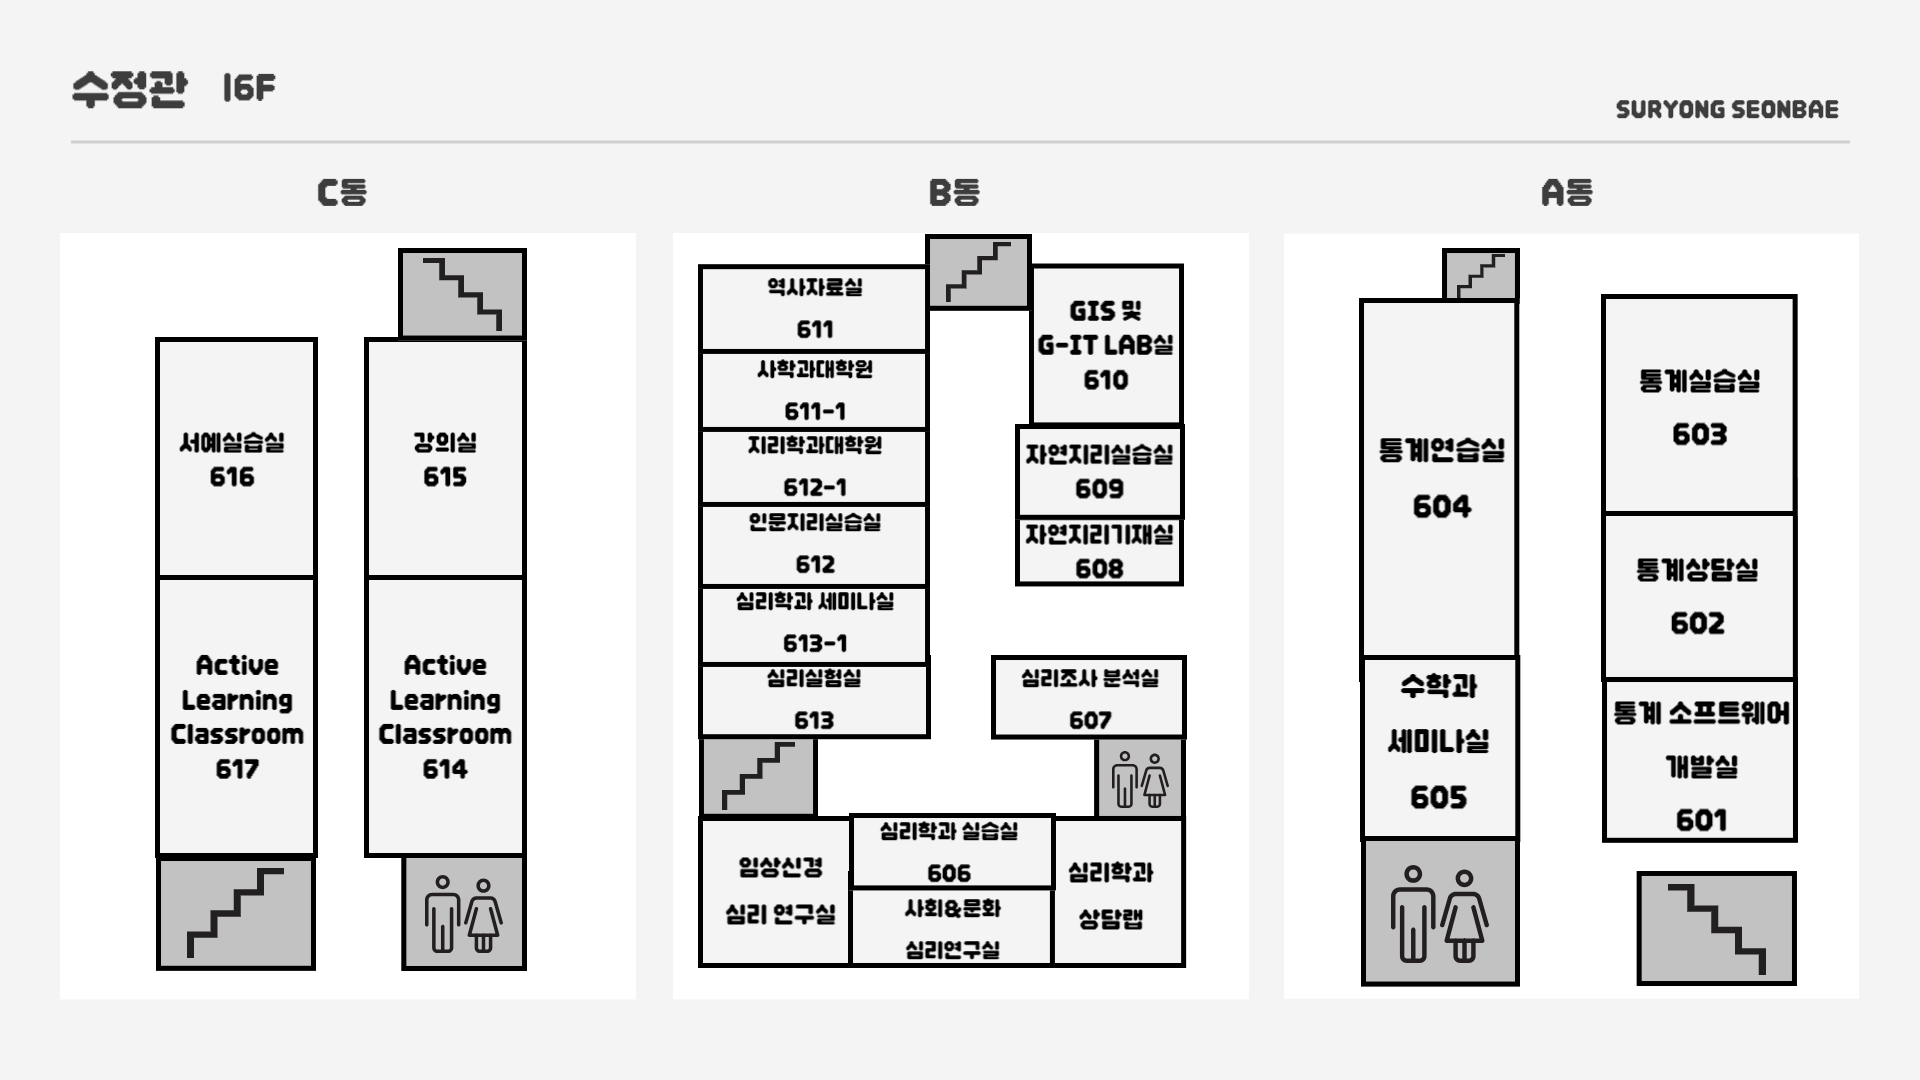 수정관 |6F
SURYONG SEONBAE
C동
서예실습실
616
강의실
615
Active
Learning
Classroom
617
Active
Learning
Classroom
614
B동
역사자료실
611
사학과대학원
611-1
지리학과대학원
612-1
인문지리실습실
612
심리학과 세미나실
613-1
심리실험실
613
GIS 및
G-IT LAB실
610
자연지리실습실
609
자연지리기재실
608
심리조사 분석실
607
임상신경
심리 연구실
심리학과 실습실
606
사회&문화
심리연구실
심리학과
상담랩
A동
통계연습실
604
수학과
세미나실
605
통계실습실
603
통계상담실
602
통계 소프트웨어
개발실
601